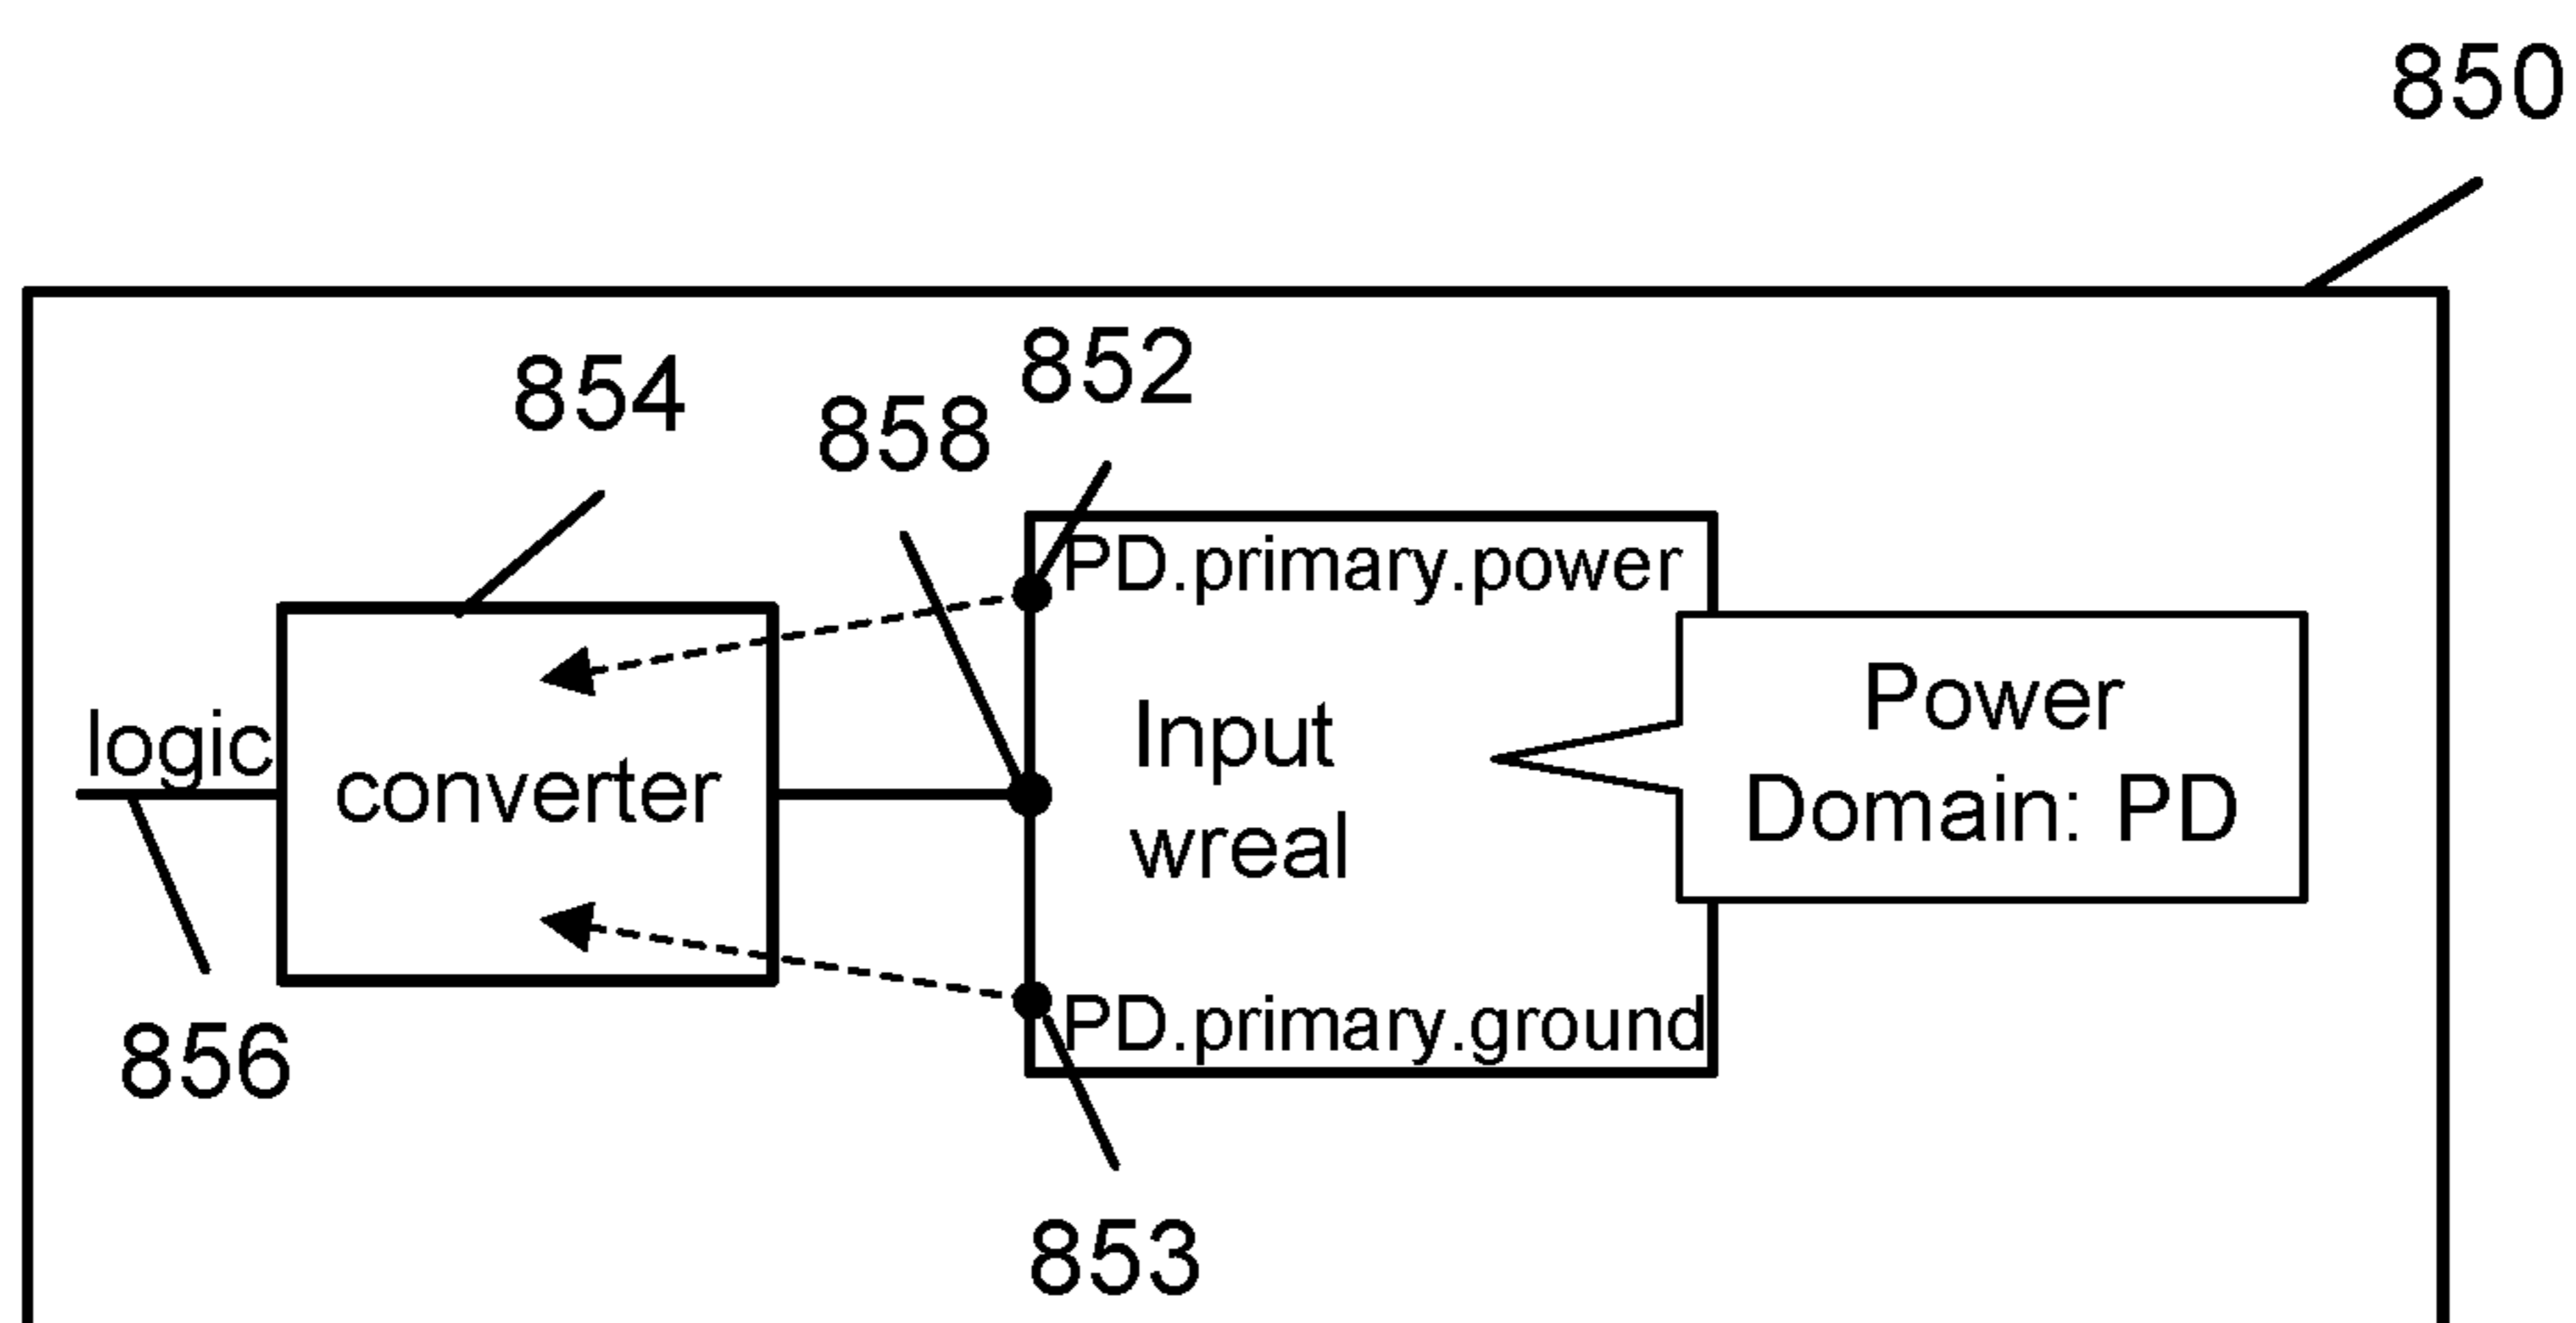 850
852
854
858
PD.primary.power
Power
Domain: PD
Input
wreal
logic
converter
PD.primary.ground
856
853